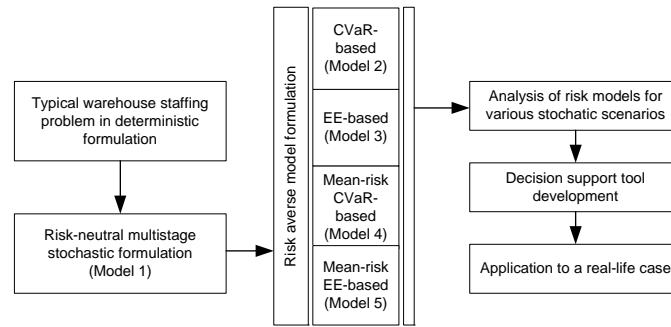 Typical warehouse staffing
problem in deterministic
formulation
Risk-neutral multistage
stochastic formulation
(Model 1)
Risk averse model formulation
CVaR-
based
(Model 2)
EE-based
(Model 3)
Mean-risk
CVaR-
based
(Model 4)
Mean-risk
EE-based
(Model 5)
Analysis of risk models for
various stochatic scenarios
Decision support tool
development
Application to a real-life case